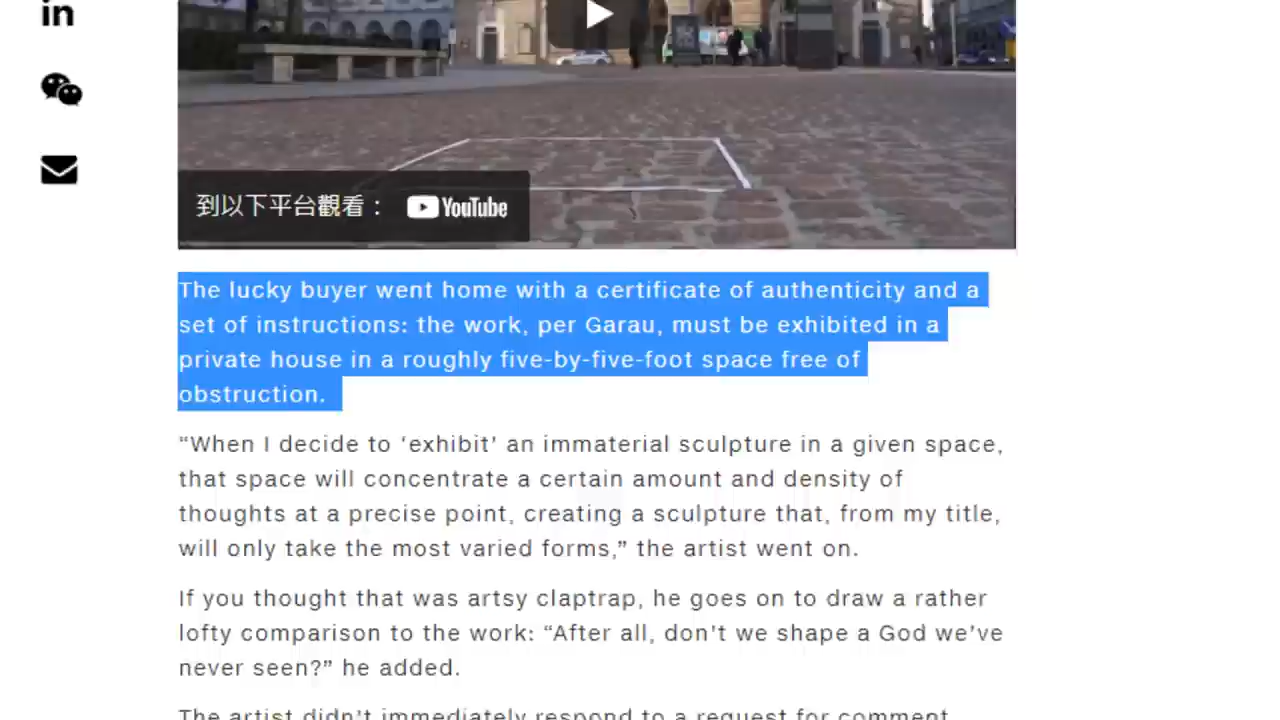 in
到以下平台觀看：
YouTube
The lucky buyer went home with a certificate of authenticity and a
set of instructions: the work, per Garau, must be exhibited in a
private house in a roughly five-by-five-foot space free of
obstruction.
“When I decide to ‘exhibit’ an immaterial sculpture in a given space,
that space will concentrate a certain amount and density of
thoughts at a precise point, creating a sculpture that, from my title,
will only take the most varied forms,” the artist went on.
If you thought that was artsy claptrap, he goes on to draw a rather
lofty comparison to the work: “After all, don’t we shape a God we’ve
never seen?” he added.
The artist didn’t immediately respond to a request for comment